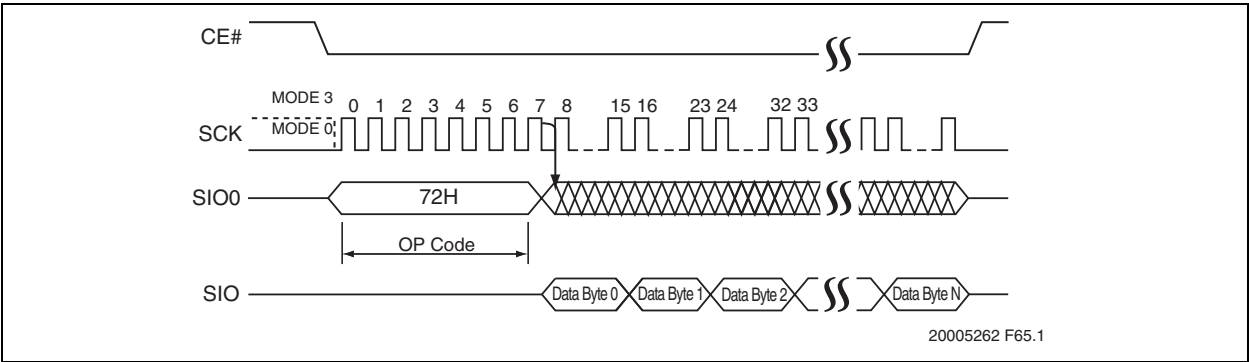 CE#
MODE 3
0 1 2 3 4 5 6 7 8 15 16 23 24 32 33
SCK
MODE 0
SIO0
72H
OP Code
SIO
Data Byte 0 Data Byte 1 Data Byte 2 Data Byte N
20005262 F65.1